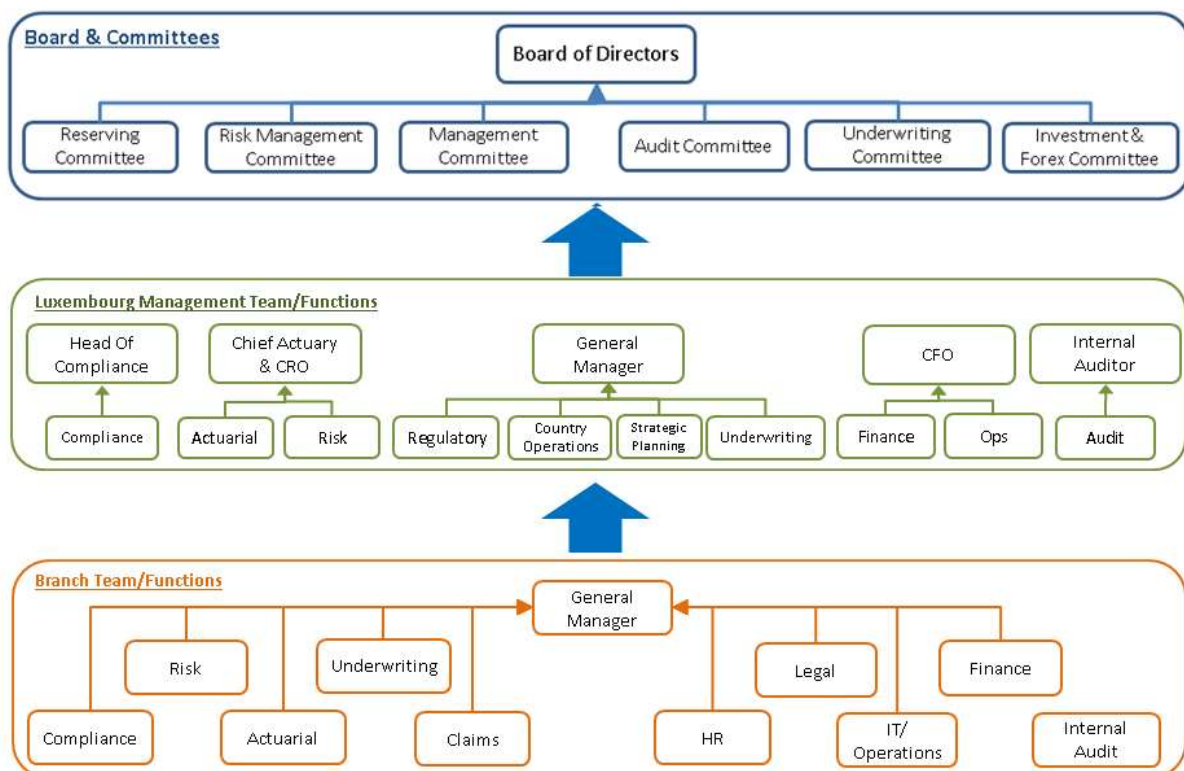 Board & Committees
Board of Directors
Reserving
Committee
Risk Management
Committee
Management
Committee
Audit Committee
Underwriting
Committee
Investment &
Forex Committee
Luxembourg Management Team/Functions
Head Of
Compliance
Chief Actuary
& CRO
General
Manager
CFO
Internal
Auditor
Compliance
Actuarial
Risk
Regulatory
Country
Operations
Strategic
Planning
Underwriting
Finance
Ops
Audit
Branch Team/Functions
General
Manager
Risk
Underwriting
Legal
Finance
Compliance
Actuarial
Claims
HR
IT/
Operations
Internal
Audit